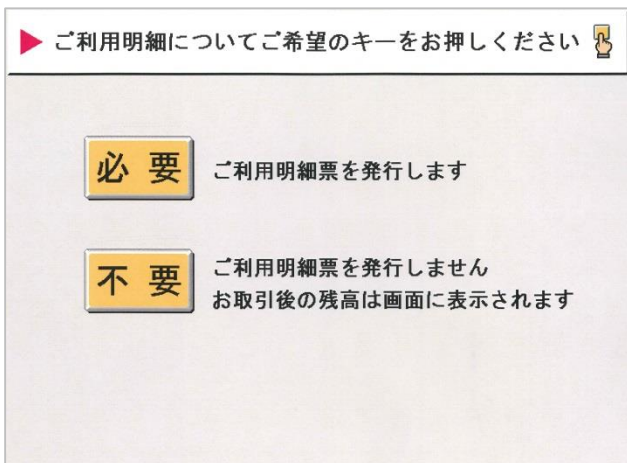 ご利用明細についてご希望のキーをお押しください
必要
ご利用明細票を発行します
不要
ご利用明細票を発行しません
お取引後の残高は画面に表示されます